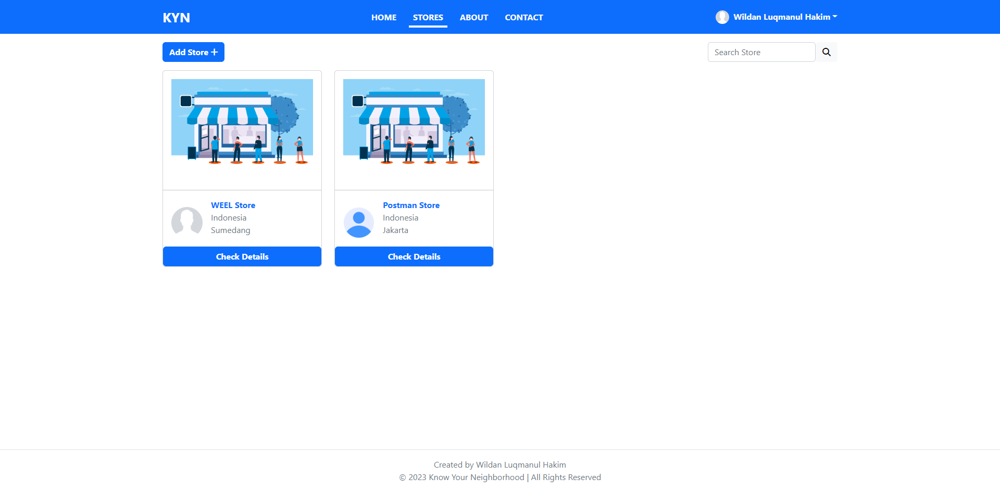 KYN
HOME
STORES
ABOUT
CONTACT
Wildan Luqmanul Hakim
Add Store
Search Store
WEEL Store
Indonesia
Sumedang
Check Details
Postman Store
Indonesia
Jakarta
Check Details
Created by Wildan Luqmanul Hakim
© 2023 Know Your Neighborhood | All Rights Reserved